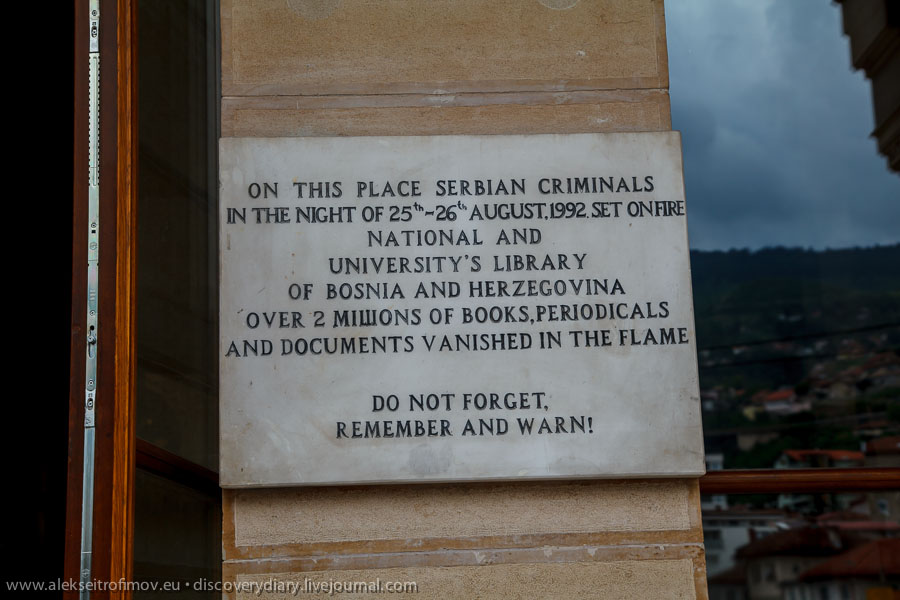 ON THIS PLACE SERBIAN CRIMINALS
IN THE NIGHT OF 25th-26th AUGUST,1992. SET ON FIRE
NATIONAL AND
UNIVERSITY'S LIBRARY
OF BOSNIA AND HERZEGOVINA
OVER 2 MILLIONS OF BOOKS, PERIODICALS
AND DOCUMENTS VANISHED IN THE FLAME
DO NOT FORGET,
REMEMBER AND WARN!
www.alekseitrofimov.eu • discoverydiary.livejournal.com